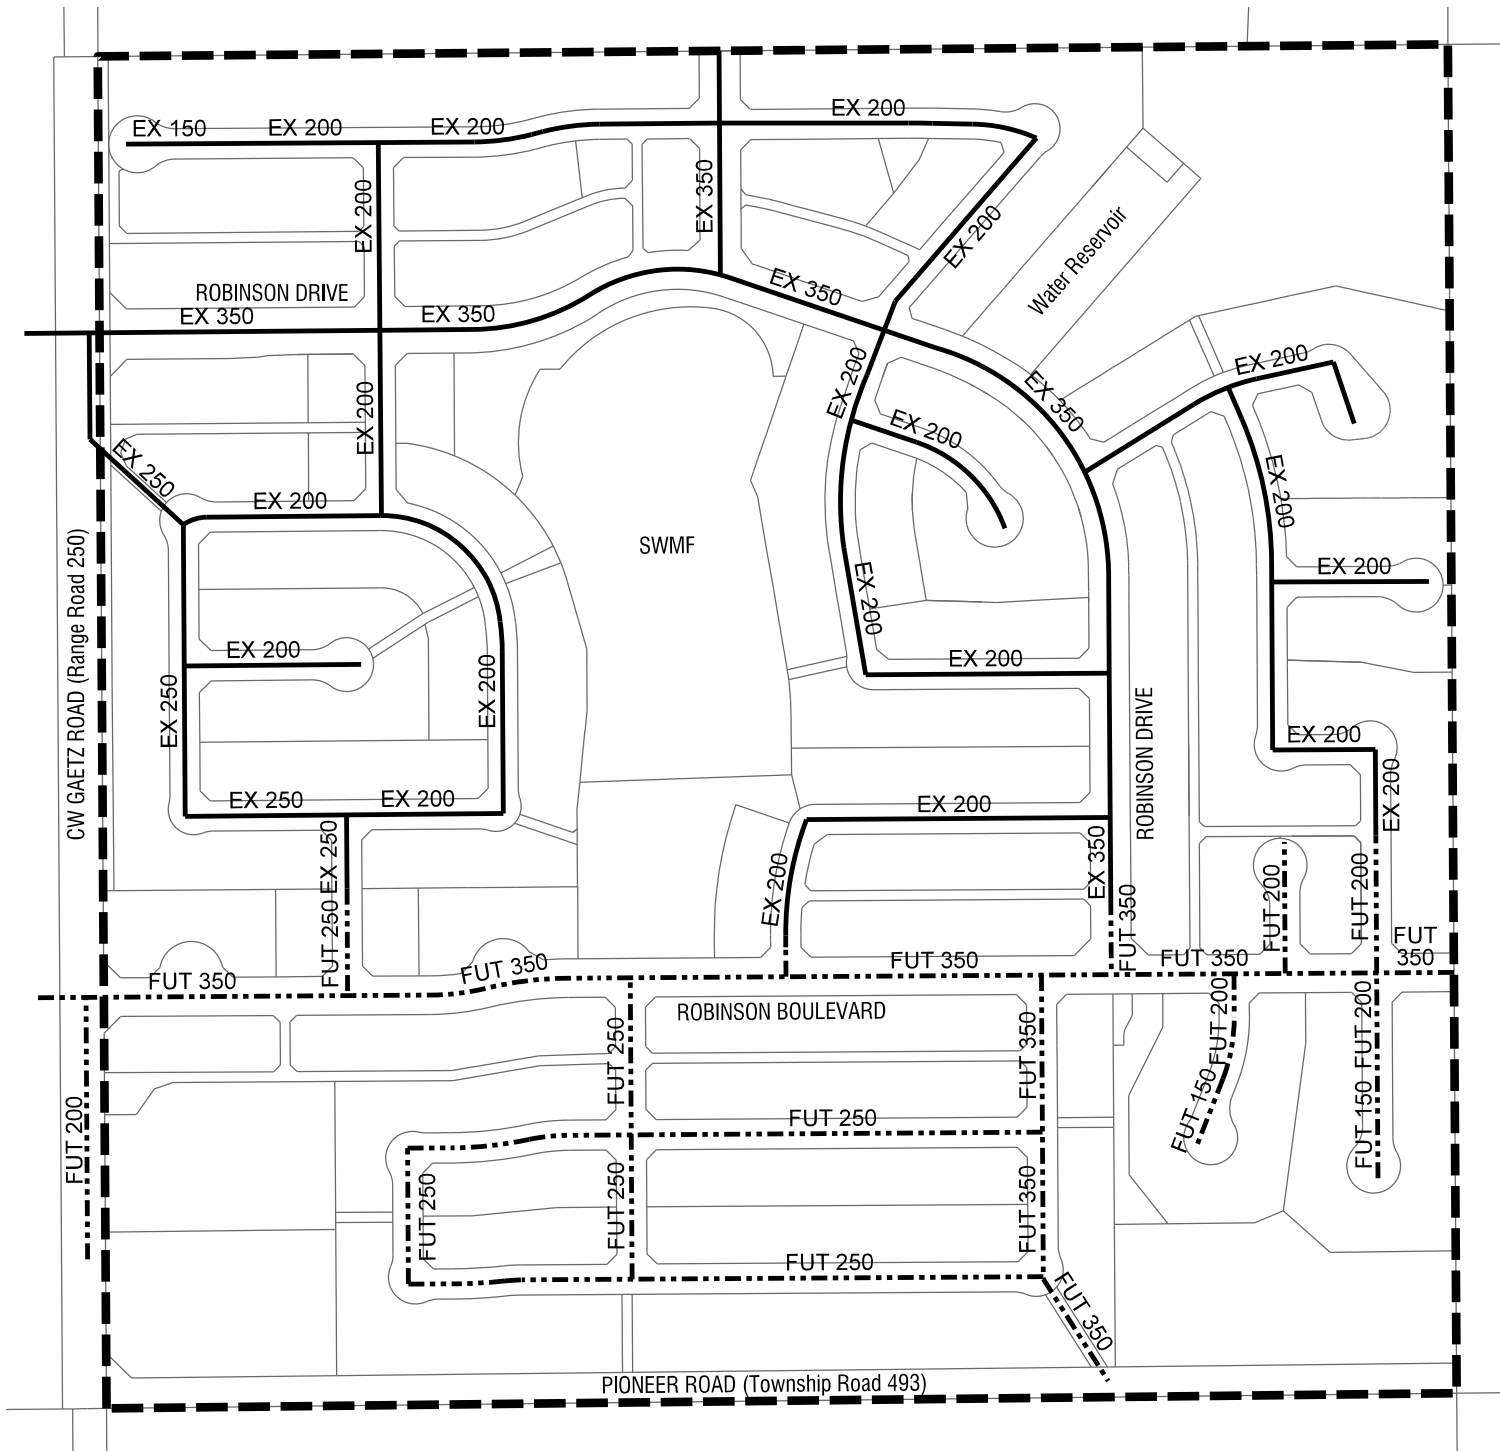 EX 200
EX 150
EX 200
EX 200
EX 200
EX 350
EX 200
Water Reservoir
EX 350
ROBINSON DRIVE
EX 350
EX 350
EX 200
EX 200
EX 350
EX 200
EX 200
EX 250
EX 200
EX 200
SWMF
EX 200
EX 200
EX 200
EX 200
EX 200
CW GAETZ ROAD (Range Road 250)
EX 250
EX 200
ROBINSON DRIVE
EX 200
EX 200
EX 250
EX 200
EX 200
EX 250
EX 200
EX 350
FUT 250
FUT 350
FUT 200
FUT 200
FUT
350
FUT 350
FUT 350
FUT 350
FUT 350
ROBINSON BOULEVARD
FUT 250
FUT 350
FUT 200
FUT 200
FUT 200
FUT 250
FUT 150
FUT 150
FUT 250
FUT 250
FUT 350
FUT 250
FUT 350
PIONEER ROAD (Township Road 493)